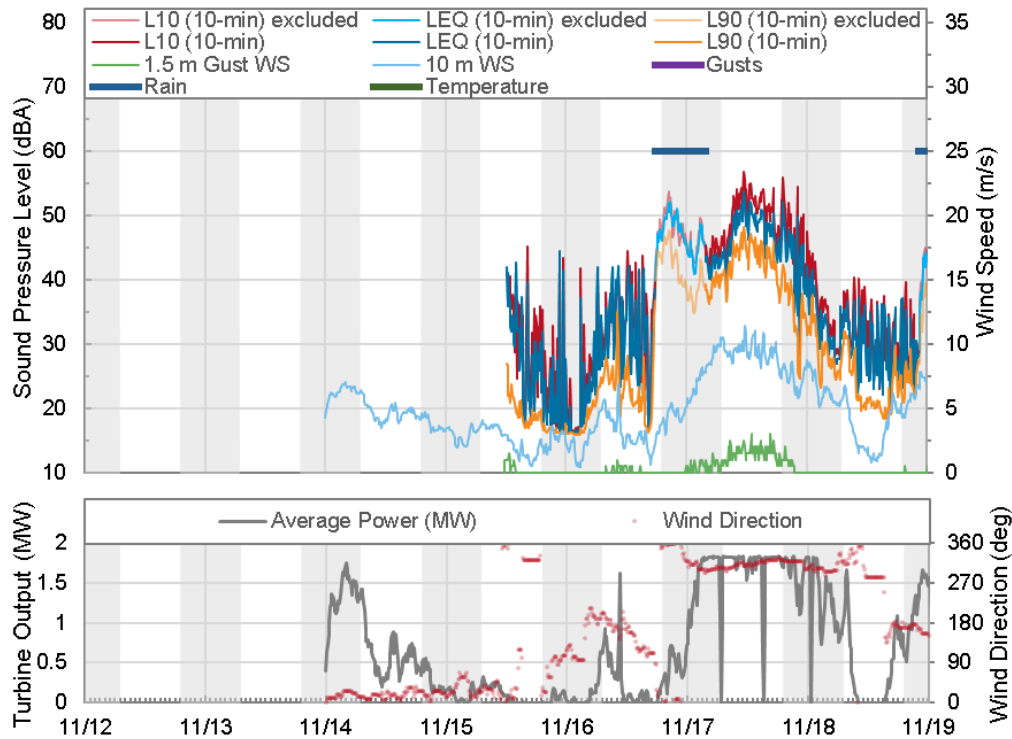 80 35
L10 (10-min) excluded LEQ (10-min) excluded L90 (10-min) excluded
L10 (10-min) LEQ (10-min) L90 (10-min)
1.5 m Gust WS 10 m WS Gusts
Rain Temperature
70 30
60 25
50 20
40 15
30 10
20 5
10 0
Sound Pressure Level (dBA)
Wind Speed (m/s)
Average Power (MW) Wind Direction
2 360
1.5 270
1 180
0.5 90
0 0
Turbine Output (MW)
Wind Direction (deg)
11/12 11/13 11/14 11/15 11/16 11/17 11/18 11/19